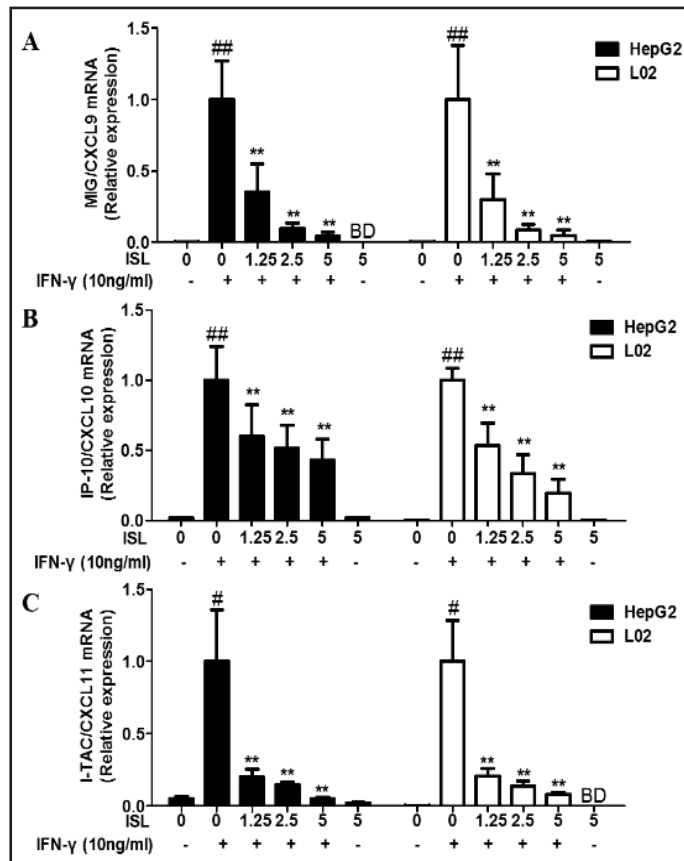 A
MIG/CXCL9 mRNA
(Relative expression)
1.5
1.0
0.5
0.0
##
**
**
**
BD
##
**
**
**
HepG2
L02
ISL
0 0 1.25 2.5 5 5 0 0 1.25 2.5 5 5
IFN-γ (10ng/ml) - + + + + - - + + + + -
B
IP-10/CXCL10 mRNA
(Relative expression)
1.5
1.0
0.5
0.0
##
**
**
**
##
**
**
**
HepG2
L02
ISL
0 0 1.25 2.5 5 5 0 0 1.25 2.5 5 5
IFN-γ (10ng/ml) - + + + + - - + + + + -
C
I-TAC/CXCL11 mRNA
(Relative expression)
1.5
1.0
0.5
0.0
#
**
**
**
#
**
**
**
BD
HepG2
L02
ISL
0 0 1.25 2.5 5 5 0 0 1.25 2.5 5 5
IFN-γ (10ng/ml) - + + + + - - + + + + -